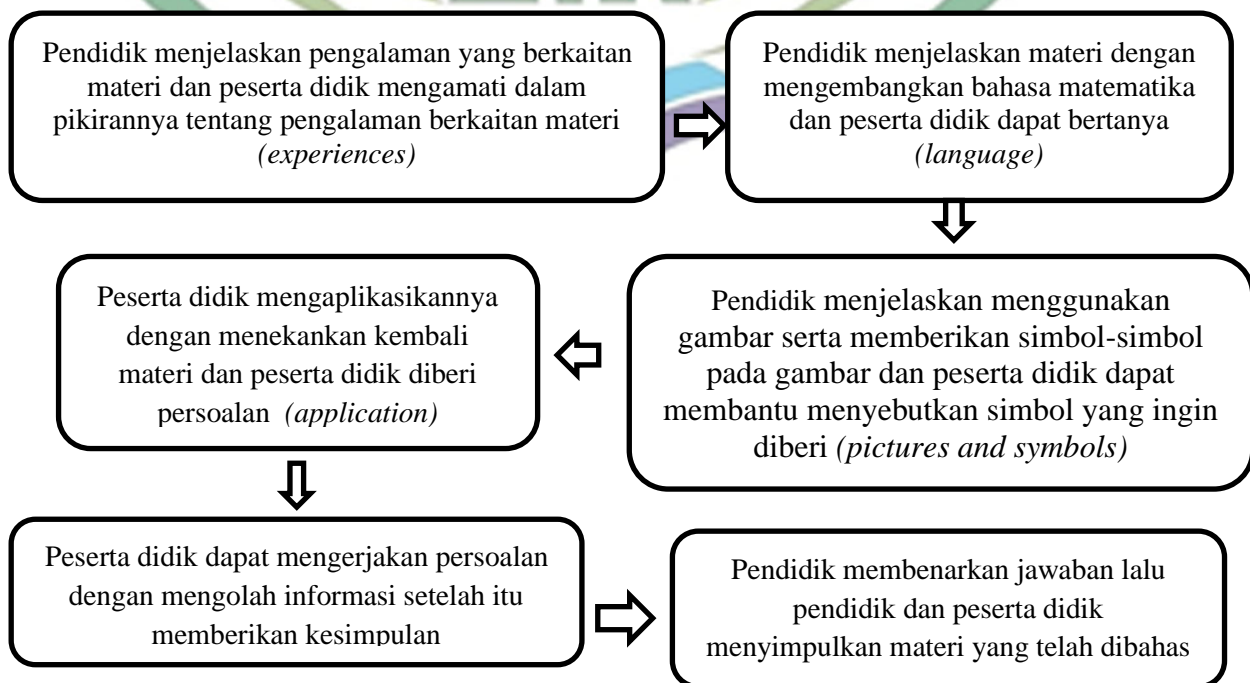 Pendidik menjelaskan pengalaman yang berkaitan
materi dan peserta didik mengamati dalam
pikirannya tentang pengalaman berkaitan materi
(experiences)
Pendidik menjelaskan materi dengan
mengembangkan bahasa matematika
dan peserta didik dapat bertanya
(language)
Pendidik menjelaskan menggunakan
gambar serta memberikan simbol-simbol
pada gambar dan peserta didik dapat
membantu menyebutkan simbol yang ingin
diberi (pictures and symbols)
Peserta didik mengaplikasikannya
dengan menekankan kembali
materi dan peserta didik diberi
persoalan (application)
Peserta didik dapat mengerjakan persoalan
dengan mengolah informasi setelah itu
memberikan kesimpulan
Pendidik membenarkan jawaban lalu
pendidik dan peserta didik
menyimpulkan materi yang telah dibahas